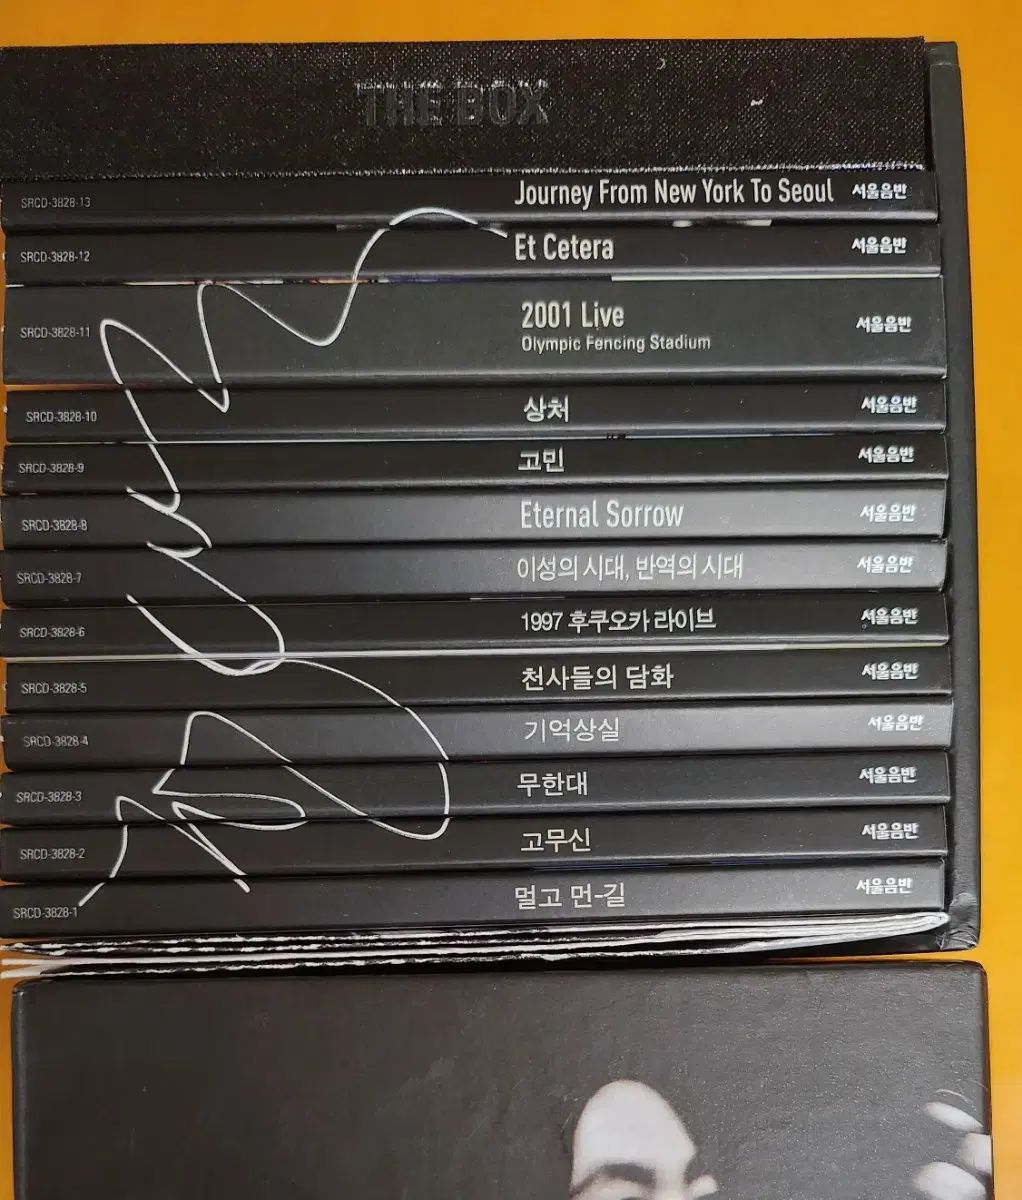 THE BOX
SRCD-3828-13 Journey From New York To Seoul 서울음반
SRCD-3828-12 Et Cetera 서울음반
SRCD-3828-11 2001 Live 서울음반
Olympic Fencing Stadium
SRCD-3828-10 상처 서울음반
SRCD-3828-9 고민 서울음반
SRCD-3828-8 Eternal Sorrow 서울음반
SRCD-3828-7 이성의 시대, 반역의 시대 서울음반
SRCD-3828-6 1997 후쿠오카 라이브 서울음반
SRCD-3828-5 천사들의 담화 서울음반
SRCD-3828-4 기억상실 서울음반
SRCD-3828-3 무한대 서울음반
SRCD-3828-2 고무신 서울음반
SRCD-3828-1 멀고 먼-길 서울음반